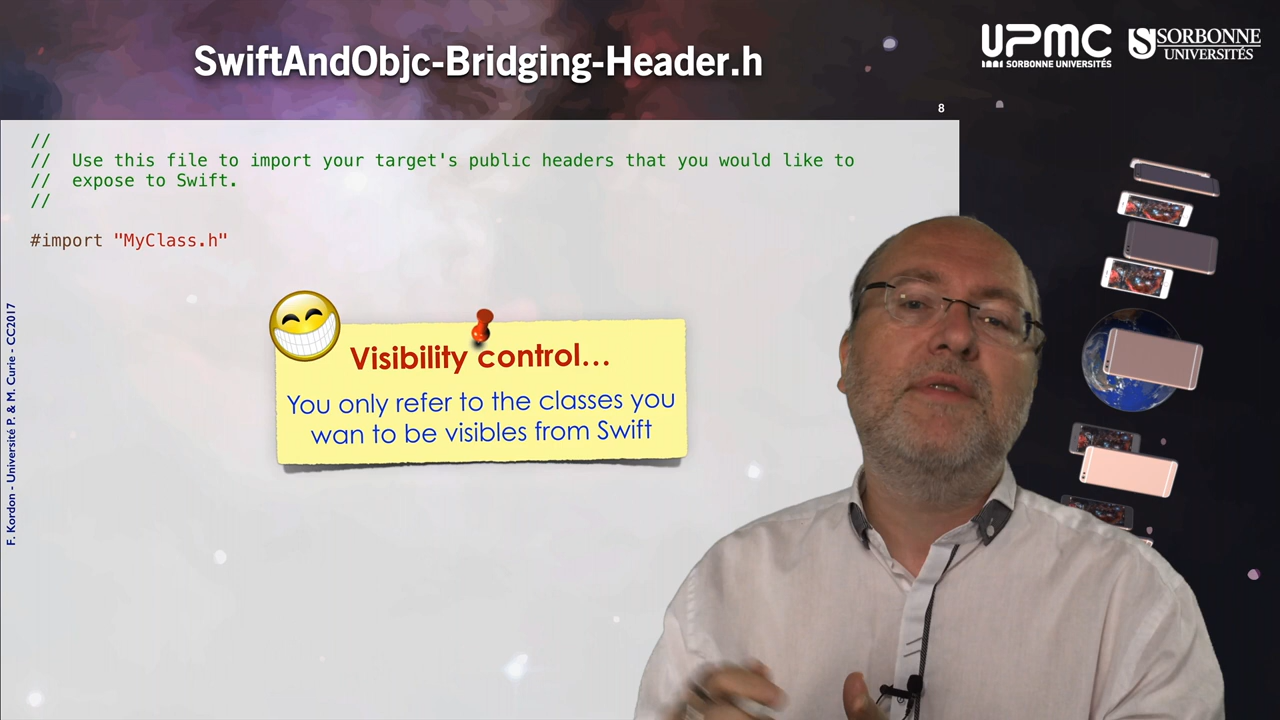 SwiftAndObjc-Bridging-Header.h
UPMC
SORBONNE UNIVERSITÉS
S SORBONNE
UNIVERSITÉS
8
//
// Use this file to import your target's public headers that you would like to
// expose to Swift.
//
#import "MyClass.h"
Visibility control...
You only refer to the classes you
wan to be visibles from Swift
F. Kordon - Université P. & M. Curie - CC2017